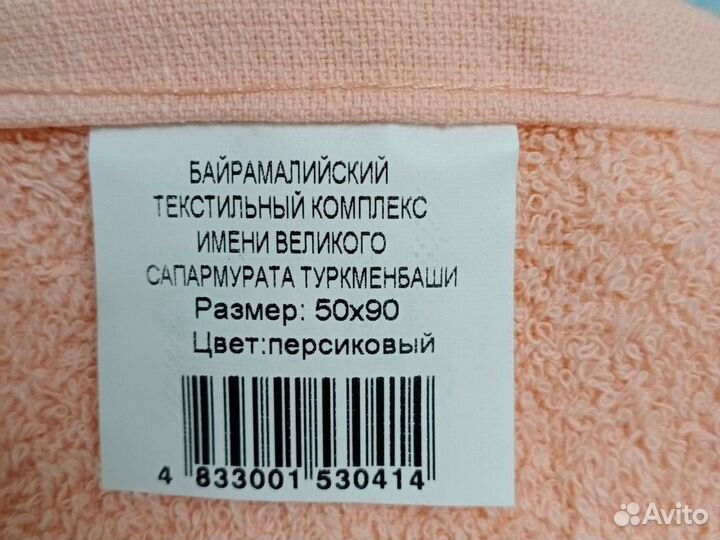 БАЙРАМАЛИЙСКИЙ
ТЕКСТИЛЬНЫЙ КОМПЛЕКС
ИМЕНИ ВЕЛИКОГО
САПАРМУРАТА ТУРКМЕНБАШИ
Размер: 50х90
Цвет:персиковый
4 833001 530414
Avito